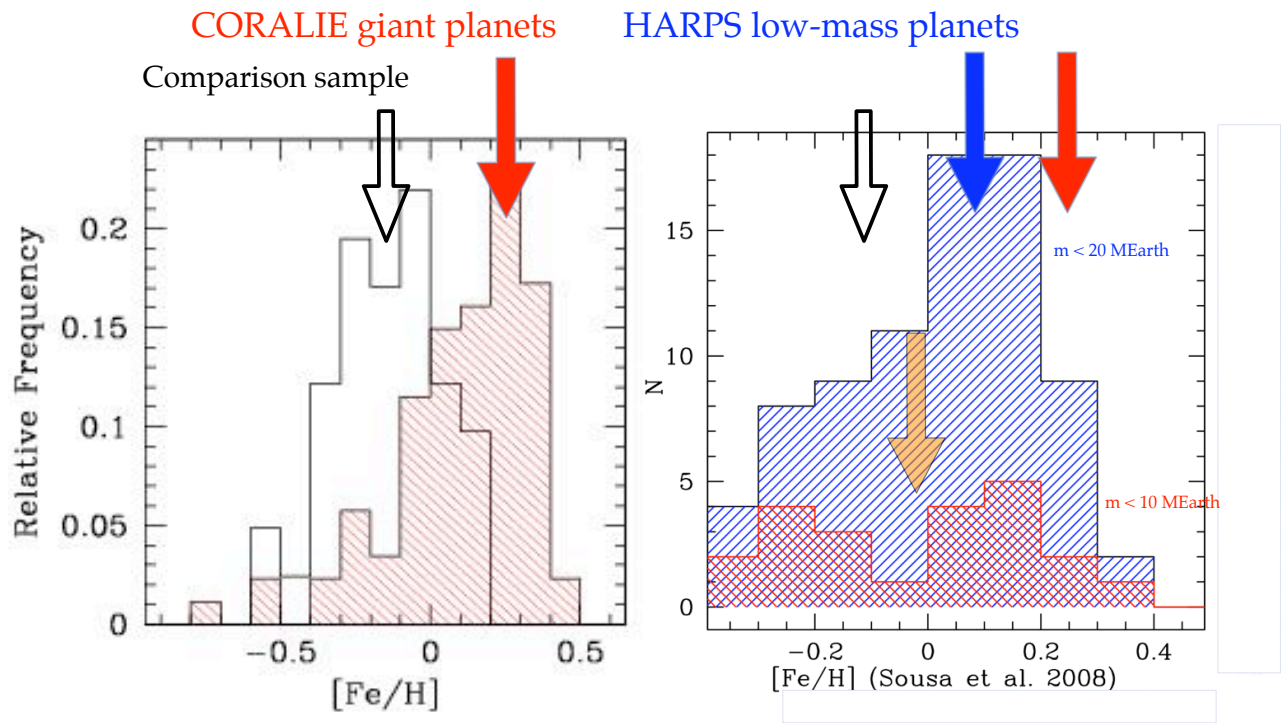 CORALIE giant planets
HARPS low-mass planets
Comparison sample
Relative Frequency
0.2
0.15
0.1
0.05
0
−0.5
0
0.5
[Fe/H]
N
15
10
5
0
m < 20 MEarth
m < 10 MEarth
−0.2
0
0.2
0.4
[Fe/H] (Sousa et al. 2008)